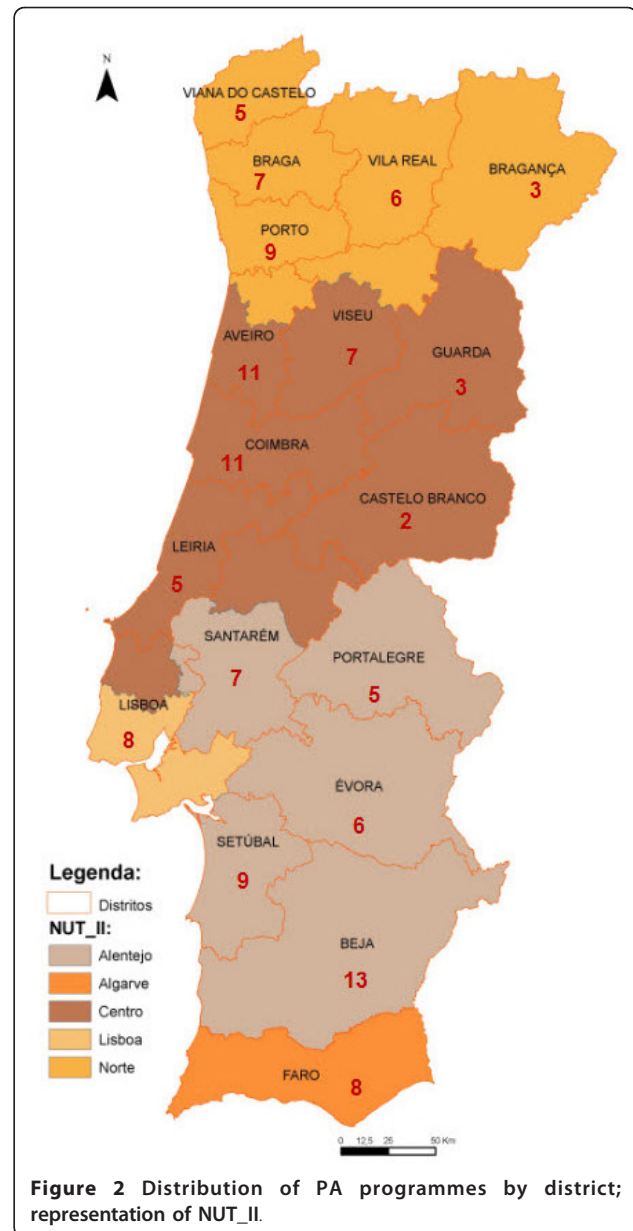 N
VIANA DO CASTELO
5
BRAGA
7
VILA REAL
6
BRAGANÇA
3
PORTO
9
AVEIRO
11
VISEU
7
GUARDA
3
COIMBRA
11
CASTELO BRANCO
2
LEIRIA
5
SANTARÉM
7
PORTALEGRE
5
LISBOA
8
ÉVORA
6
SETÚBAL
9
BEJA
13
FARO
8
Legenda:
Distritos
NUT_II:
Alentejo
Algarve
Centro
Lisboa
Norte
0 12,5 25 50 Km
Figure 2 Distribution of PA programmes by district;
representation of NUT_II.